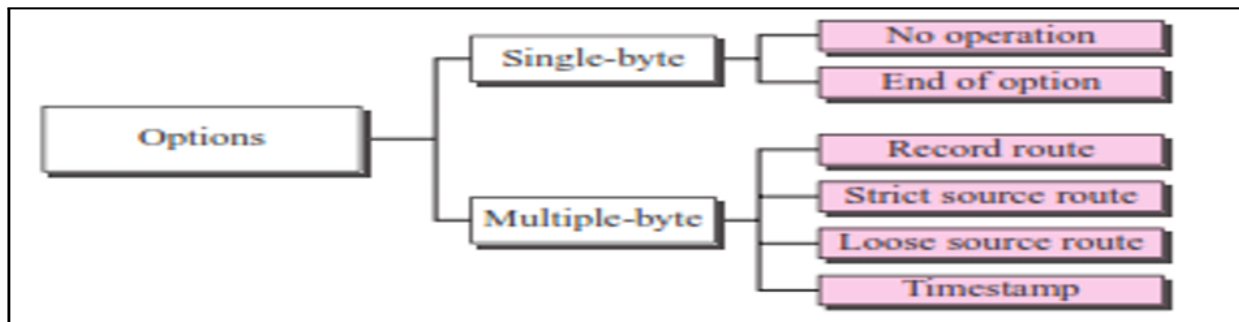 Options
Single-byte
No operation
End of option
Multiple-byte
Record route
Strict source route
Loose source route
Timestamp